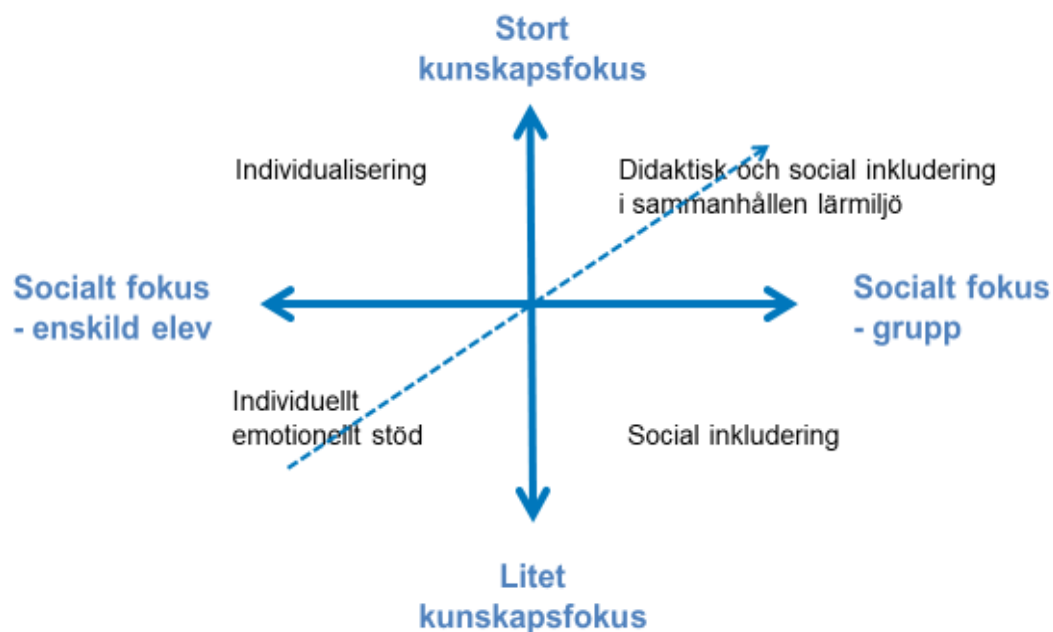 Stort
kunskapsfokus
Individualisering
Didaktisk och social inkludering
i sammanhållen lärmiljö
Socialt fokus
- enskild elev
Socialt fokus
- grupp
Individuellt
emotionellt stöd
Social inkludering
Litet
kunskapsfokus